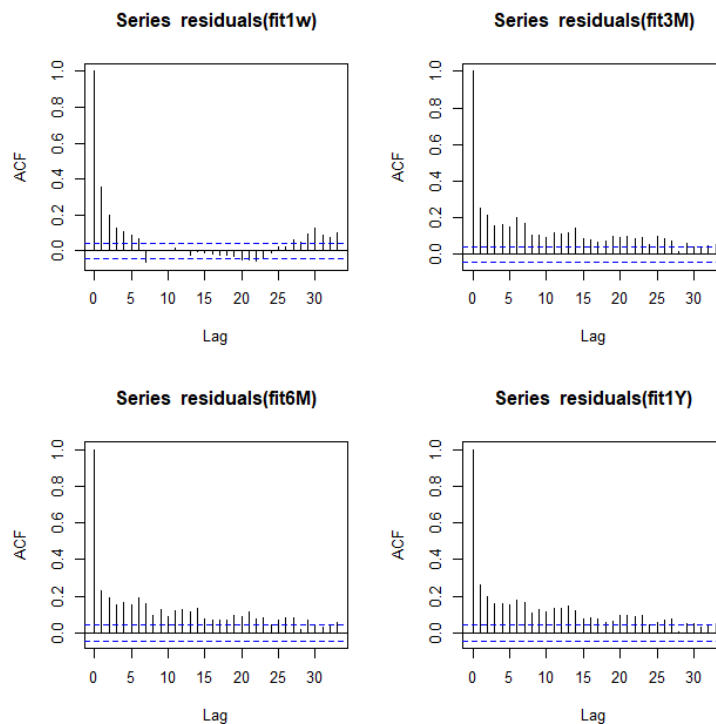 Series residuals(fit1w)
Series residuals(fit3M)
ACF
0.0 0.2 0.4 0.6 0.8 1.0
0 5 10 15 20 25 30
Lag
ACF
0.0 0.2 0.4 0.6 0.8 1.0
0 5 10 15 20 25 30
Lag
Series residuals(fit6M)
Series residuals(fit1Y)
ACF
0.0 0.2 0.4 0.6 0.8 1.0
0 5 10 15 20 25 30
Lag
ACF
0.0 0.2 0.4 0.6 0.8 1.0
0 5 10 15 20 25 30
Lag